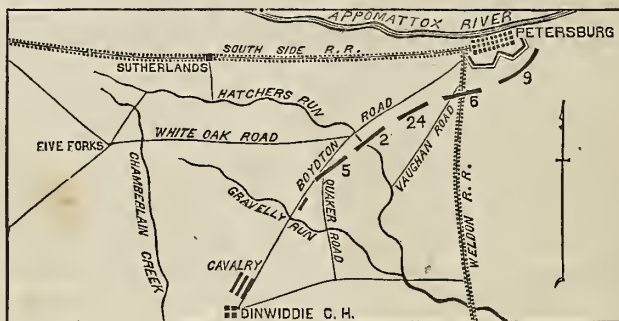 APPOMATTOX RIVER
PETERSBURG
SOUTH SIDE R.R.
SUTHERLANDS
HATCHERS RUN
9
6
24
2
5
BOYDTON ROAD
VAUGHAN ROAD
WHITE OAK ROAD
FIVE FORKS
CHAMBERLAIN CREEK
GRAVELLY RUN
QUAKER ROAD
WELDON R.R.
CAVALRY
DINWIDDIE C.H.